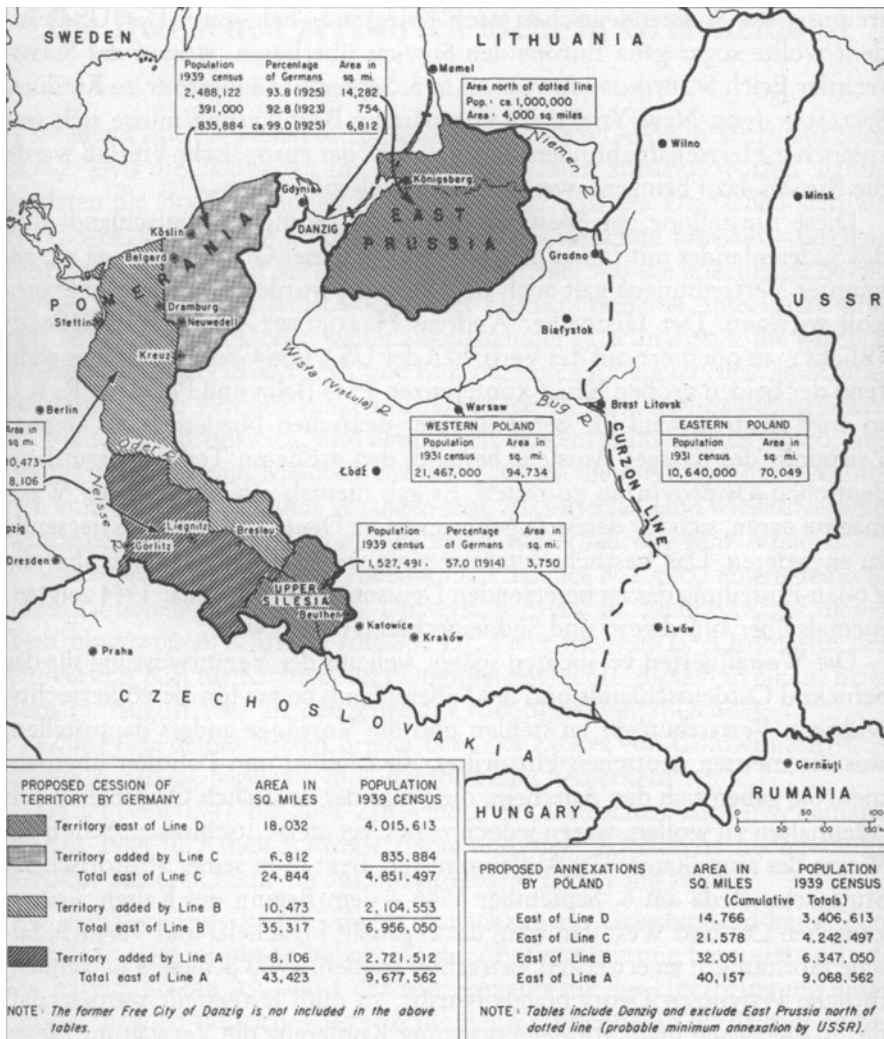 SWEDEN
LITHUANIA
Population
1939 census
Percentage
of Germans
Area in
sq. mi.
2,488,122 93.8 (1925) 14,282
391,000 92.8 (1923) 754
835,884 ca. 99.0 (1925) 6,812
Memel
Area north of dotted line
Pop.: ca. 1,000,000
Area: 4,000 sq. miles
Niemen R.
Wilno
Minsk
Gdynia
DANZIG
Königsberg
EAST
PRUSSIA
Grodno
USSR
Köslin
Belgard
POMERANIA
Stettin
Dramburg
Neuwedell
Kreuz
Białystok
Wisła (Vistula) R.
Warsaw
Bug R.
Brest Litovsk
CURZON LINE
Berlin
Area in
sq. mi.
10,473
8,106
Oder R.
Neisse R.
WESTERN POLAND
Population
1931 census
Area in
sq. mi.
21,467,000 94,734
EASTERN POLAND
Population
1931 census
Area in
sq. mi.
10,640,000 70,049
Łódź
Liegnitz
Breslau
Görlitz
Dresden
Population
1939 census
Percentage
of Germans
Area in
sq. mi.
1,527,491 57.0 (1914) 3,750
UPPER
SILESIA
Beuthen
Katowice
Kraków
Lwów
Praha
CZECHOSLOVAKIA
HUNGARY
Cernăuți
RUMANIA
0 50 100
0 50 100 150
PROPOSED CESSION OF
TERRITORY BY GERMANY
AREA IN
SQ. MILES
POPULATION
1939 CENSUS
Territory east of Line D 18,032 4,015,613
Territory added by Line C 6,812 835,884
Total east of Line C 24,844 4,851,497
Territory added by Line B 10,473 2,104,553
Total east of Line B 35,317 6,956,050
Territory added by Line A 8,106 2,721,512
Total east of Line A 43,423 9,677,562
NOTE: The former Free City of Danzig is not included in the above
tables.
PROPOSED ANNEXATIONS
BY POLAND
AREA IN
SQ. MILES
POPULATION
1939 CENSUS
(Cumulative Totals)
East of Line D 14,766 3,406,613
East of Line C 21,578 4,242,497
East of Line B 32,051 6,347,050
East of Line A 40,157 9,068,562
NOTE: Tables include Danzig and exclude East Prussia north of
dotted line (probable minimum annexation by USSR).